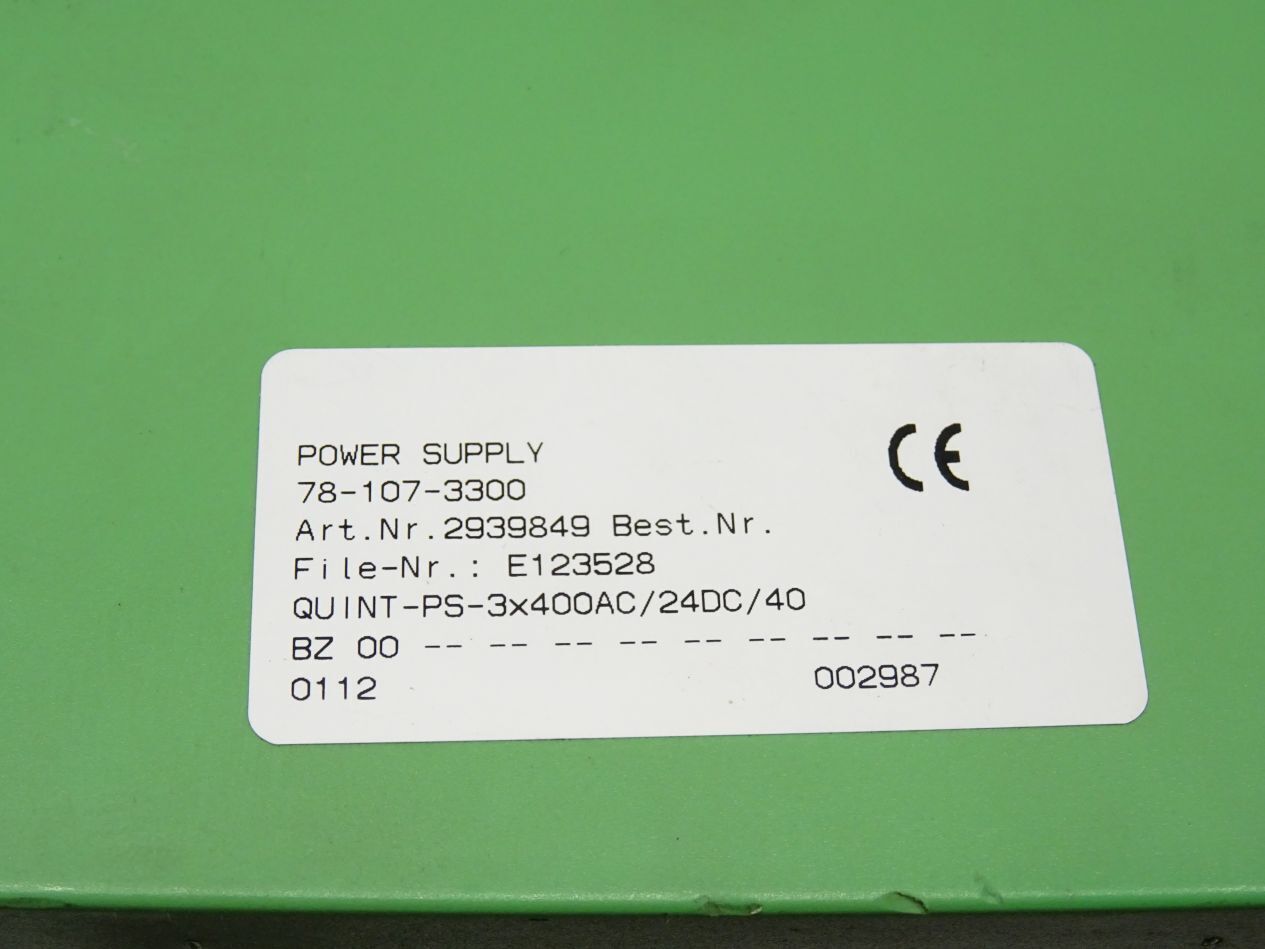 POWER SUPPLY
CE
78-107-3300
Art.Nr.2939849 Best.Nr.
File-Nr.: E123528
QUINT-PS-3x400AC/24DC/40
BZ 00 -- -- -- -- -- -- -- -- --
0112 002987